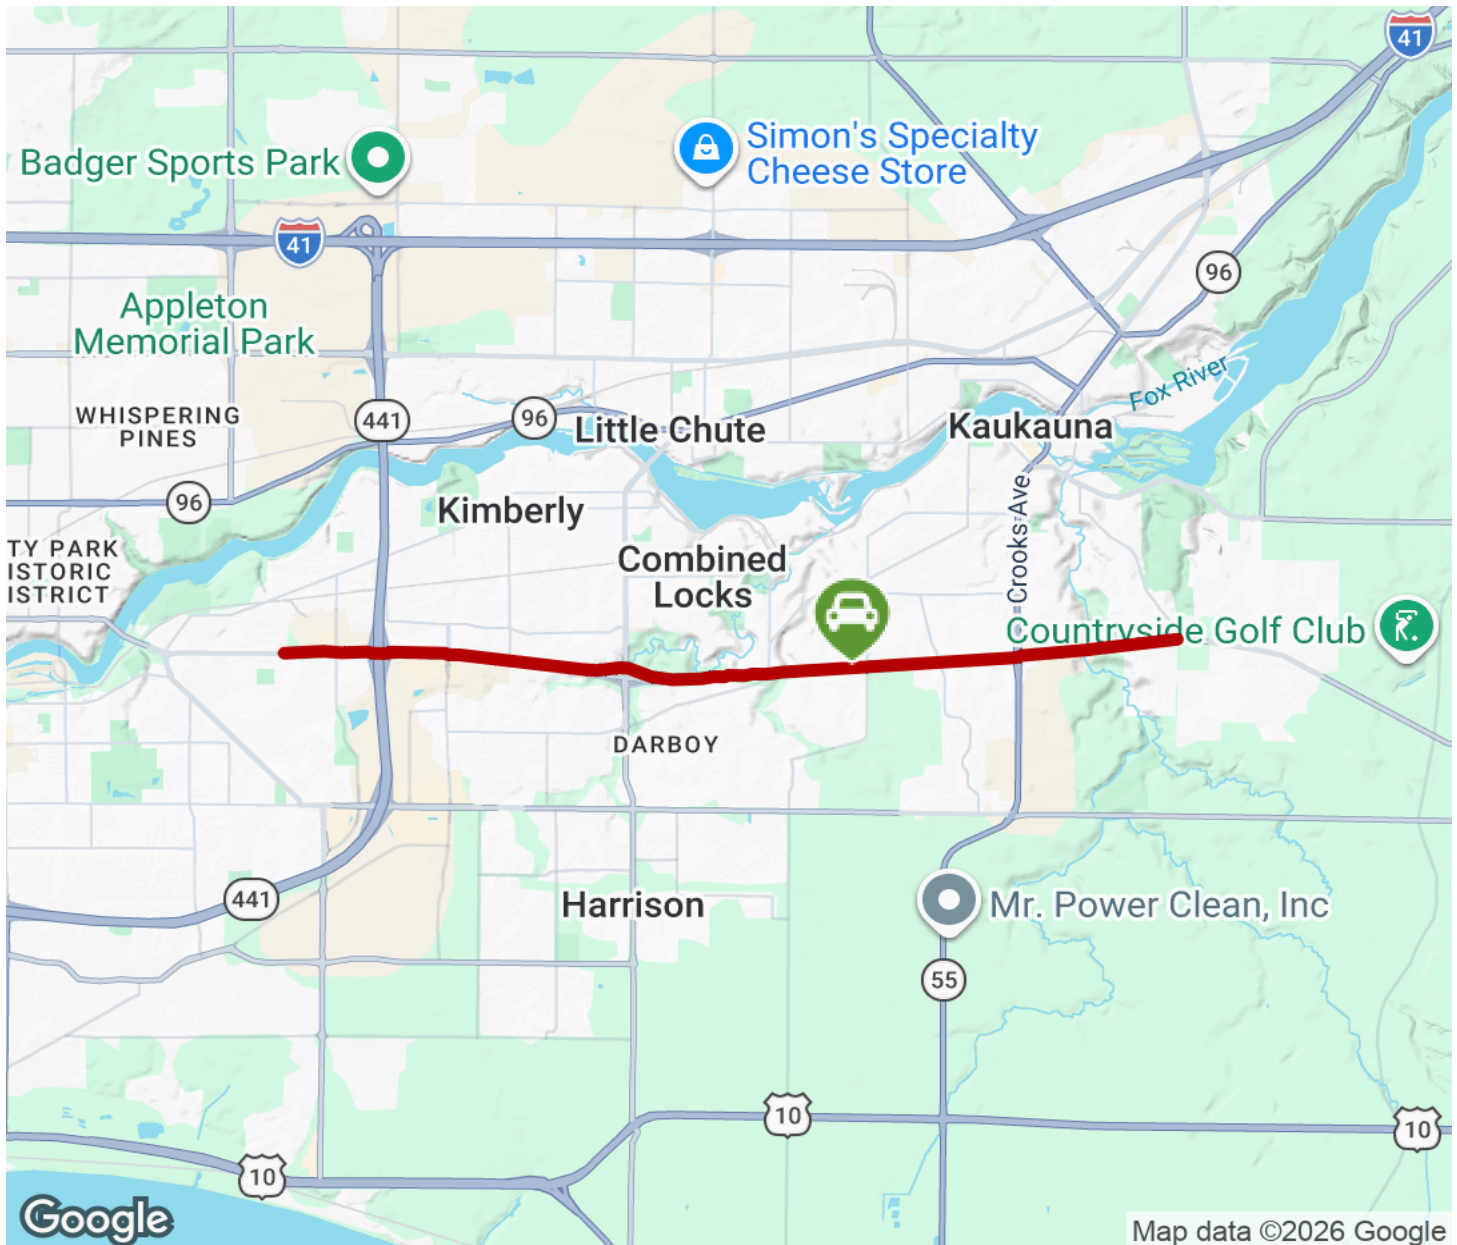 41
Simon's Specialty
Cheese Store
Badger Sports Park
41
96
Appleton
Memorial Park
WHISPERING
PINES
441
96
Little Chute
Kaukauna
Fox River
96
Kimberly
Crooks Ave
TY PARK
ISTORIC
ISTRICT
Combined
Locks
Countryside Golf Club
DARBOY
441
Harrison
Mr. Power Clean, Inc
55
10
10
10
Google
Map data ©2026 Google